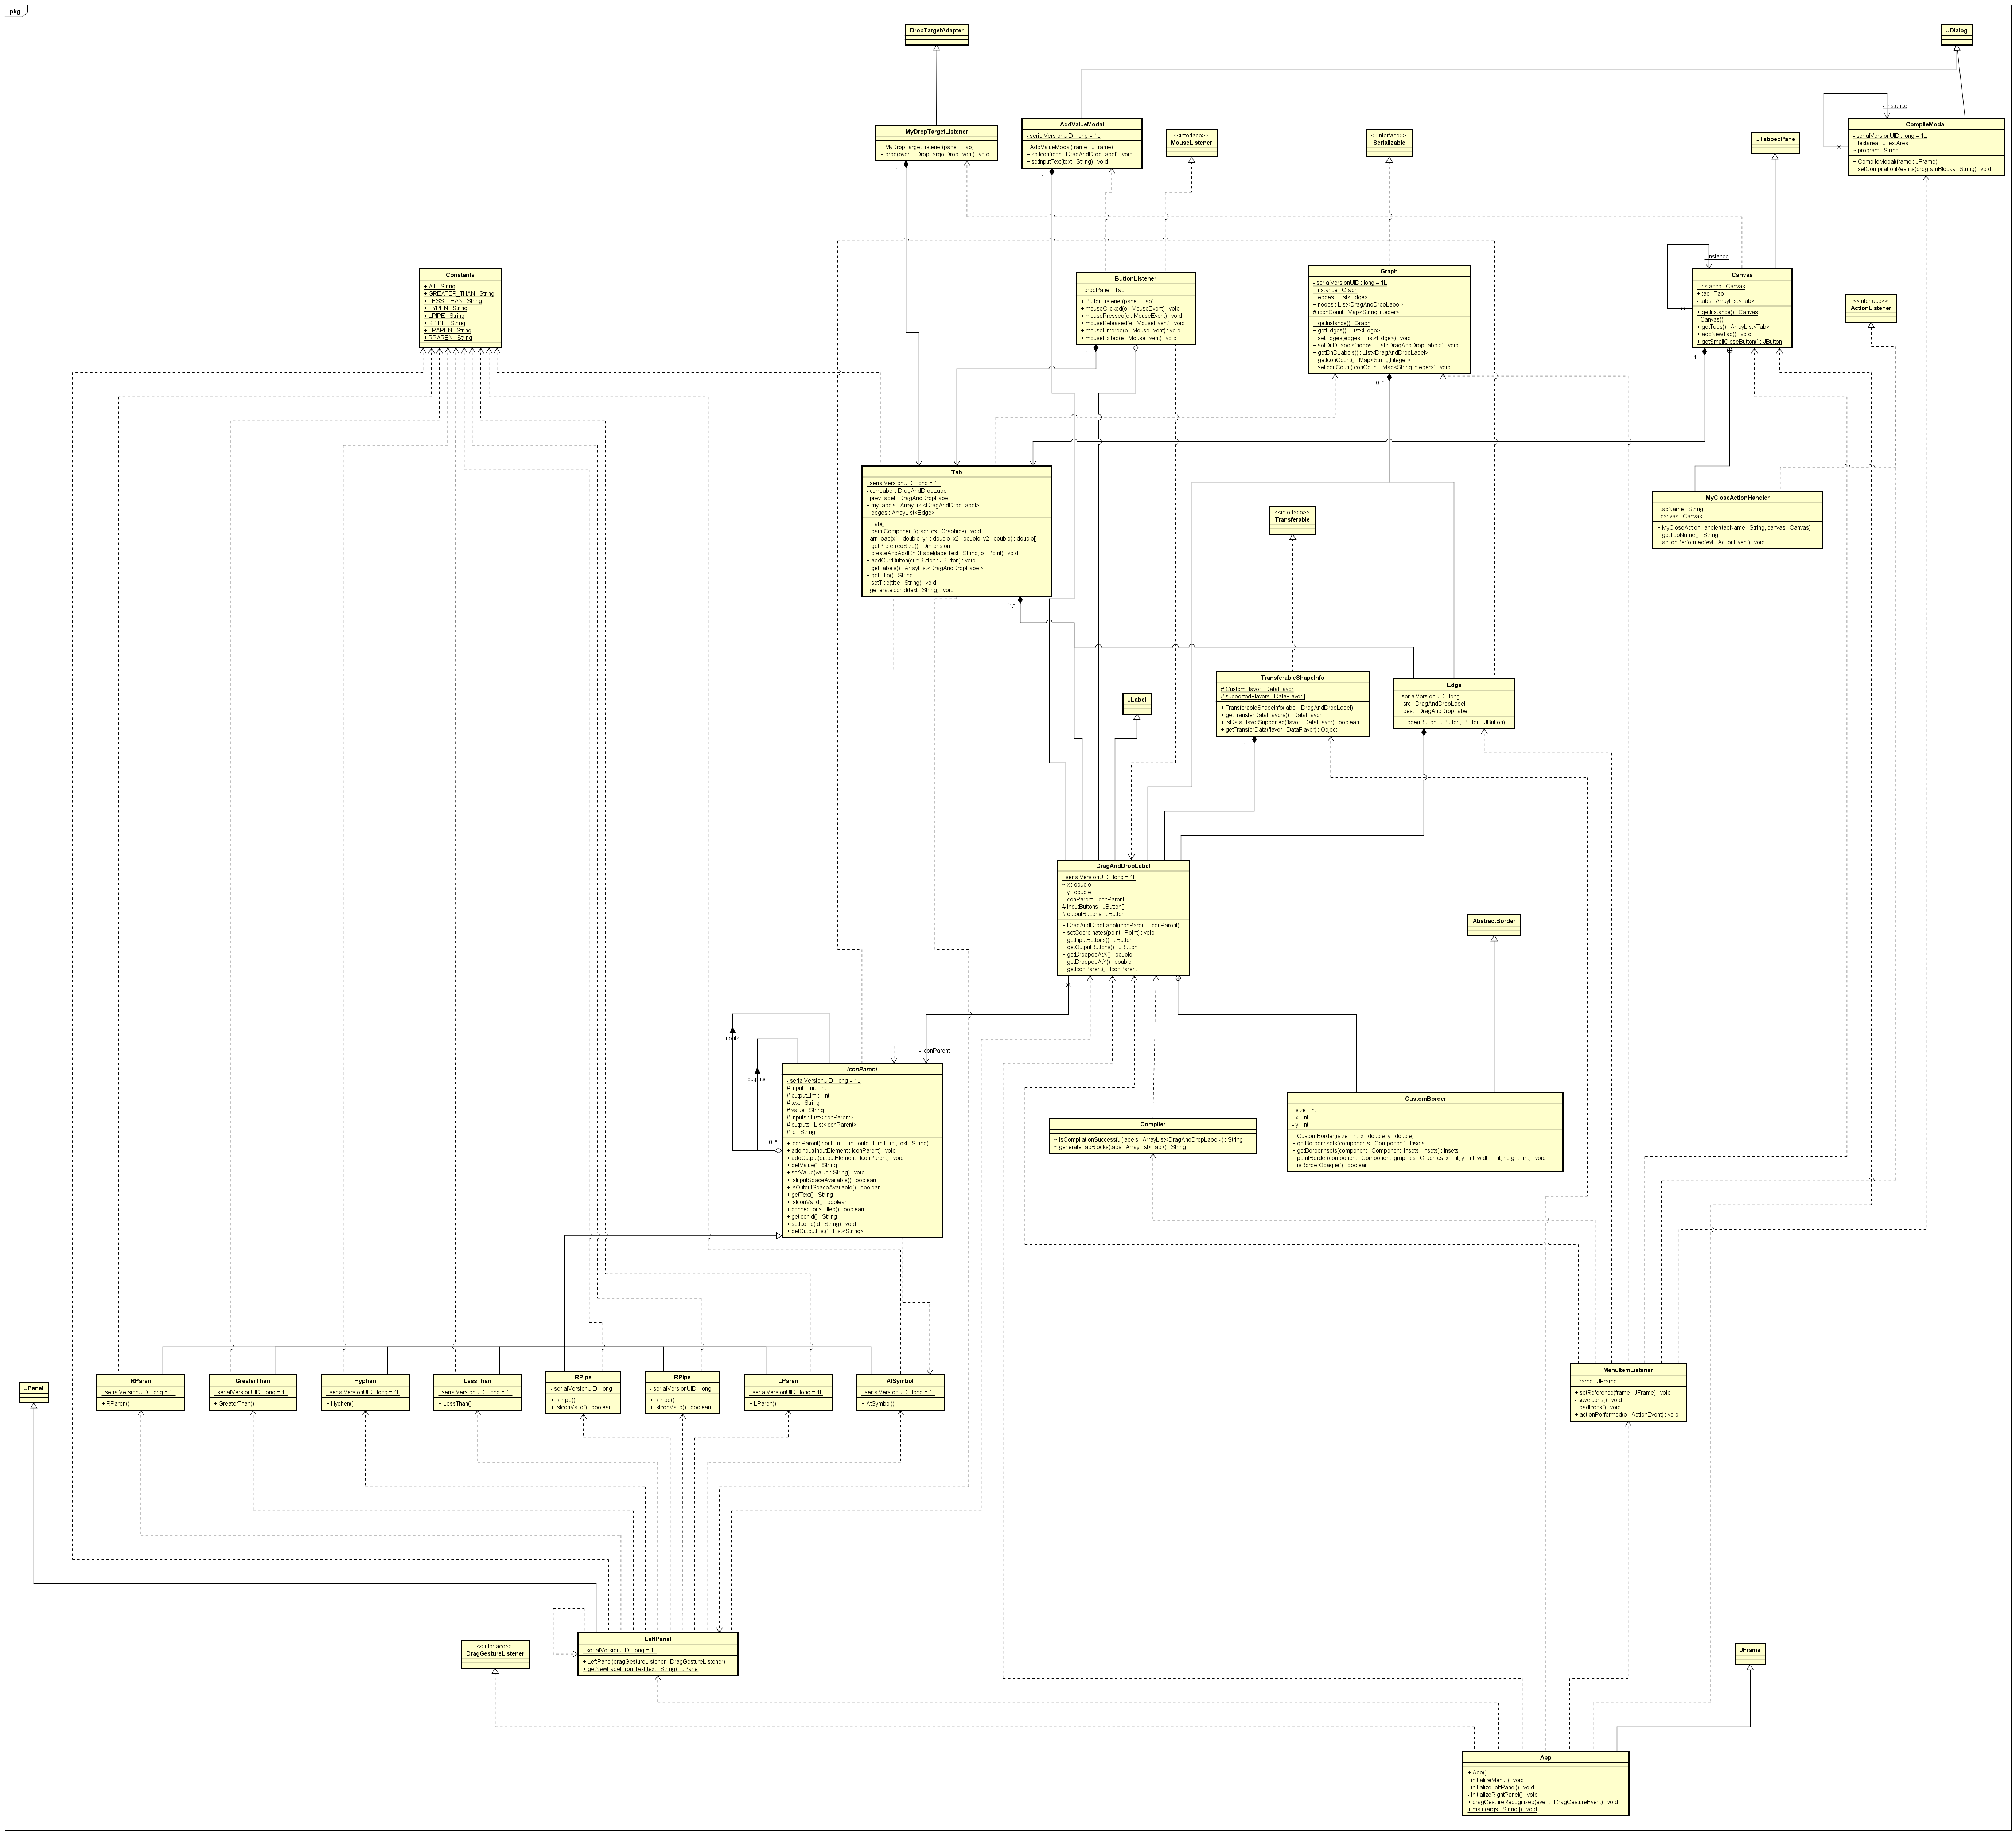 pkg
DropTargetAdapter
JDialog
MyDropTargetListener
+ MyDropTargetListener(panel : Tab)
+ drop(event : DropTargetDropEvent) : void
1
AddValueModal
- serialVersionUID : long = 1L
- AddValueModal(frame : JFrame)
+ setIcon(icon : DragAndDropLabel) : void
+ setInputText(text : String) : void
1
<<interface>>
MouseListener
<<interface>>
Serializable
JTabbedPane
- instance
CompileModal
- serialVersionUID : long = 1L
~ textarea : JTextArea
~ program : String
+ CompileModal(frame : JFrame)
+ setCompilationResults(programBlocks : String) : void
Constants
+ AT : String
+ GREATER_THAN : String
+ LESS_THAN : String
+ HYPEN : String
+ LPIPE : String
+ RPIPE : String
+ LPAREN : String
+ RPAREN : String
ButtonListener
- dropPanel : Tab
+ ButtonListener(panel : Tab)
+ mouseClicked(e : MouseEvent) : void
+ mousePressed(e : MouseEvent) : void
+ mouseReleased(e : MouseEvent) : void
+ mouseEntered(e : MouseEvent) : void
+ mouseExited(e : MouseEvent) : void
1
Graph
- serialVersionUID : long = 1L
- instance : Graph
+ edges : List<Edge>
+ nodes : List<DragAndDropLabel>
# iconCount : Map<String,Integer>
+ getInstance() : Graph
+ getEdges() : List<Edge>
+ setEdges(edges : List<Edge>) : void
+ setDnDLabels(nodes : List<DragAndDropLabel>) : void
+ getDnDLabels() : List<DragAndDropLabel>
+ getIconCount() : Map<String,Integer>
+ setIconCount(iconCount : Map<String,Integer>) : void
0..*
- instance
Canvas
- instance : Canvas
+ tab : Tab
- tabs : ArrayList<Tab>
+ getInstance() : Canvas
- Canvas()
+ getTabs() : ArrayList<Tab>
+ addNewTab() : void
+ getSmallCloseButton() : JButton
1
<<interface>>
ActionListener
Tab
- serialVersionUID : long = 1L
- currLabel : DragAndDropLabel
- prevLabel : DragAndDropLabel
+ myLabels : ArrayList<DragAndDropLabel>
+ edges : ArrayList<Edge>
+ Tab()
+ paintComponent(graphics : Graphics) : void
- arrHead(x1 : double, y1 : double, x2 : double, y2 : double) : double[]
+ getPreferredSize() : Dimension
+ createAndAddDnDLabel(labelText : String, p : Point) : void
+ addCurrButton(currButton : JButton) : void
+ getLabels() : ArrayList<DragAndDropLabel>
+ getTitle() : String
+ setTitle(title : String) : void
- generateIconId(text : String) : void
<<interface>>
Transferable
MyCloseActionHandler
- tabName : String
- canvas : Canvas
+ MyCloseActionHandler(tabName : String, canvas : Canvas)
+ getTabName() : String
+ actionPerformed(evt : ActionEvent) : void
JLabel
TransferableShapeInfo
# CustomFlavor : DataFlavor
# supportedFlavors : DataFlavor[]
+ TransferableShapeInfo(label : DragAndDropLabel)
+ getTransferDataFlavors() : DataFlavor[]
+ isDataFlavorSupported(flavor : DataFlavor) : boolean
+ getTransferData(flavor : DataFlavor) : Object
1
Edge
- serialVersionUID : long
+ src : DragAndDropLabel
+ dest : DragAndDropLabel
+ Edge(iButton : JButton, jButton : JButton)
DragAndDropLabel
- serialVersionUID : long = 1L
~ x : double
~ y : double
- iconParent : IconParent
# inputButtons : JButton[]
# outputButtons : JButton[]
+ DragAndDropLabel(iconParent : IconParent)
+ setCoordinates(point : Point) : void
+ getInputButtons() : JButton[]
+ getOutputButtons() : JButton[]
+ getDroppedAtX() : double
+ getDroppedAtY() : double
+ getIconParent() : IconParent
AbstractBorder
inputs
outputs
- iconParent
0..*
IconParent
- serialVersionUID : long = 1L
# inputLimit : int
# outputLimit : int
# text : String
# value : String
# inputs : List<IconParent>
# outputs : List<IconParent>
# id : String
+ IconParent(inputLimit : int, outputLimit : int, text : String)
+ addInput(inputElement : IconParent) : void
+ addOutput(outputElement : IconParent) : void
+ getValue() : String
+ setValue(value : String) : void
+ isInputSpaceAvailable() : boolean
+ isOutputSpaceAvailable() : boolean
+ getText() : String
+ isIconValid() : boolean
+ connectionsFilled() : boolean
+ getIconId() : String
+ setIconId(id : String) : void
+ getOutputList() : List<String>
Compiler
~ isCompilationSuccessful(labels : ArrayList<DragAndDropLabel>) : String
~ generateTabBlocks(tabs : ArrayList<Tab>) : String
CustomBorder
- size : int
- x : int
- y : int
+ CustomBorder(size : int, x : double, y : double)
+ getBorderInsets(components : Component) : Insets
+ getBorderInsets(component : Component, insets : Insets) : Insets
+ paintBorder(component : Component, graphics : Graphics, x : int, y : int, width : int, height : int) : void
+ isBorderOpaque() : boolean
JPanel
RParen
- serialVersionUID : long = 1L
+ RParen()
GreaterThan
- serialVersionUID : long = 1L
+ GreaterThan()
Hyphen
- serialVersionUID : long = 1L
+ Hyphen()
LessThan
- serialVersionUID : long = 1L
+ LessThan()
RPipe
- serialVersionUID : long
+ RPipe()
+ isIconValid() : boolean
RPipe
- serialVersionUID : long
+ RPipe()
+ isIconValid() : boolean
LParen
- serialVersionUID : long = 1L
+ LParen()
AtSymbol
- serialVersionUID : long = 1L
+ AtSymbol()
MenuItemListener
- frame : JFrame
+ setReference(frame : JFrame) : void
- saveIcons() : void
- loadIcons() : void
+ actionPerformed(e : ActionEvent) : void
<<interface>>
DragGestureListener
LeftPanel
- serialVersionUID : long = 1L
+ LeftPanel(dragGestureListener : DragGestureListener)
+ getNewLabelFromText(text : String) : JPanel
JFrame
App
+ App()
- initializeMenu() : void
- initializeLeftPanel() : void
- initializeRightPanel() : void
+ dragGestureRecognized(event : DragGestureEvent) : void
+ main(args : String[]) : void